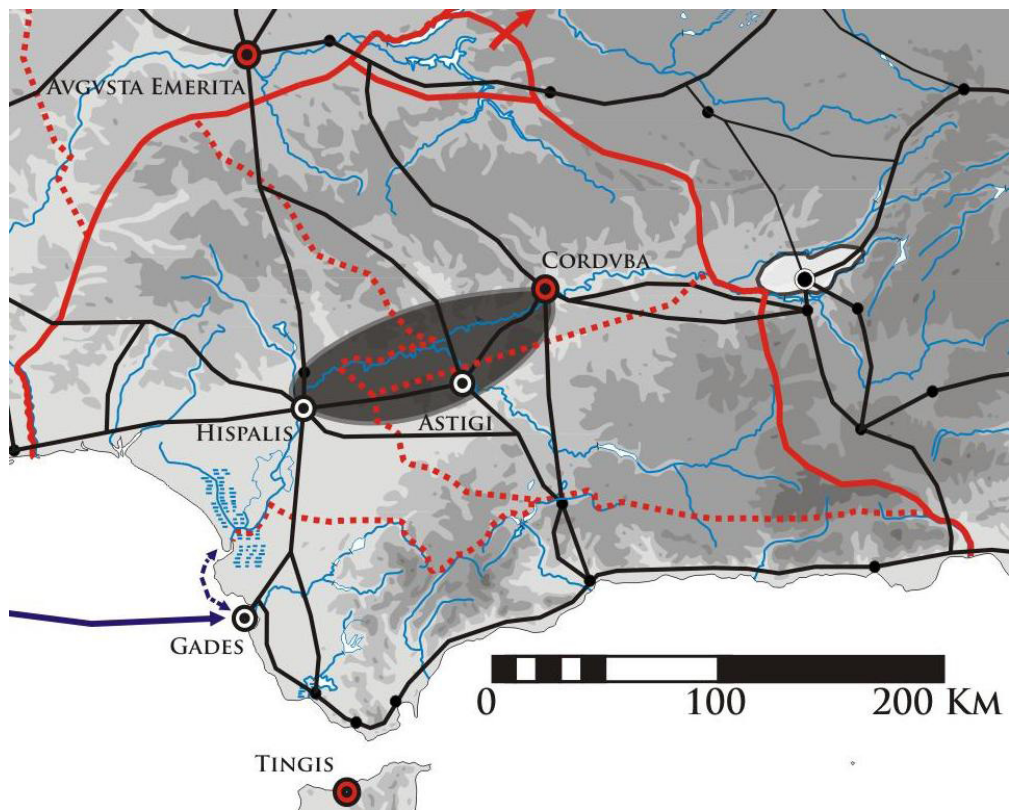 AVGVSTA EMERITA
CORDVBA
HISPALIS
ASTIGI
GADES
0 100 200 KM
TINGIS